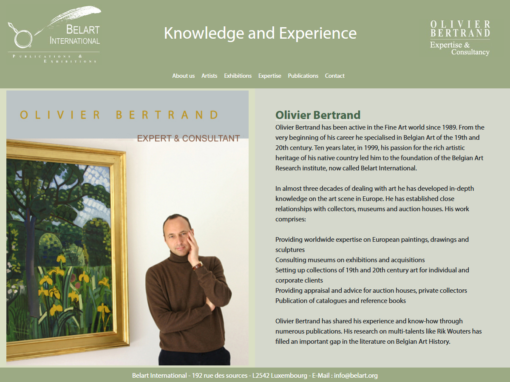 BELART
INTERNATIONAL
PUBLICATIONS &
EXHIBITIONS
Knowledge and Experience
OLIVIER
BERTRAND
Expertise &
Consultancy
About us Artists Exhibitions Expertise Publications Contact
OLIVIER BERTRAND
EXPERT & CONSULTANT
Olivier Bertrand
Olivier Bertrand has been active in the Fine Art world since 1989. From the
very beginning of his career he specialised in Belgian Art of the 19th and
20th century. Ten years later, in 1999, his passion for the rich artistic
heritage of his native country led him to the foundation of the Belgian Art
Research institute, now called Belart International.
In almost three decades of dealing with art he has developed in-depth
knowledge on the art scene in Europe. He has established close
relationships with collectors, museums and auction houses. His work
comprises:
Providing worldwide expertise on European paintings, drawings and
sculptures
Consulting museums on exhibitions and acquisitions
Setting up collections of 19th and 20th century art for individual and
corporate clients
Providing appraisal and advice for auction houses, private collectors
Publication of catalogues and reference books
Olivier Bertrand has shared his experience and know-how through
numerous publications. His research on multi-talents like Rik Wouters has
filled an important gap in the literature on Belgian Art History.
Belart International - 192 rue des sources - L2542 Luxembourg - E-Mail : info@belart.org